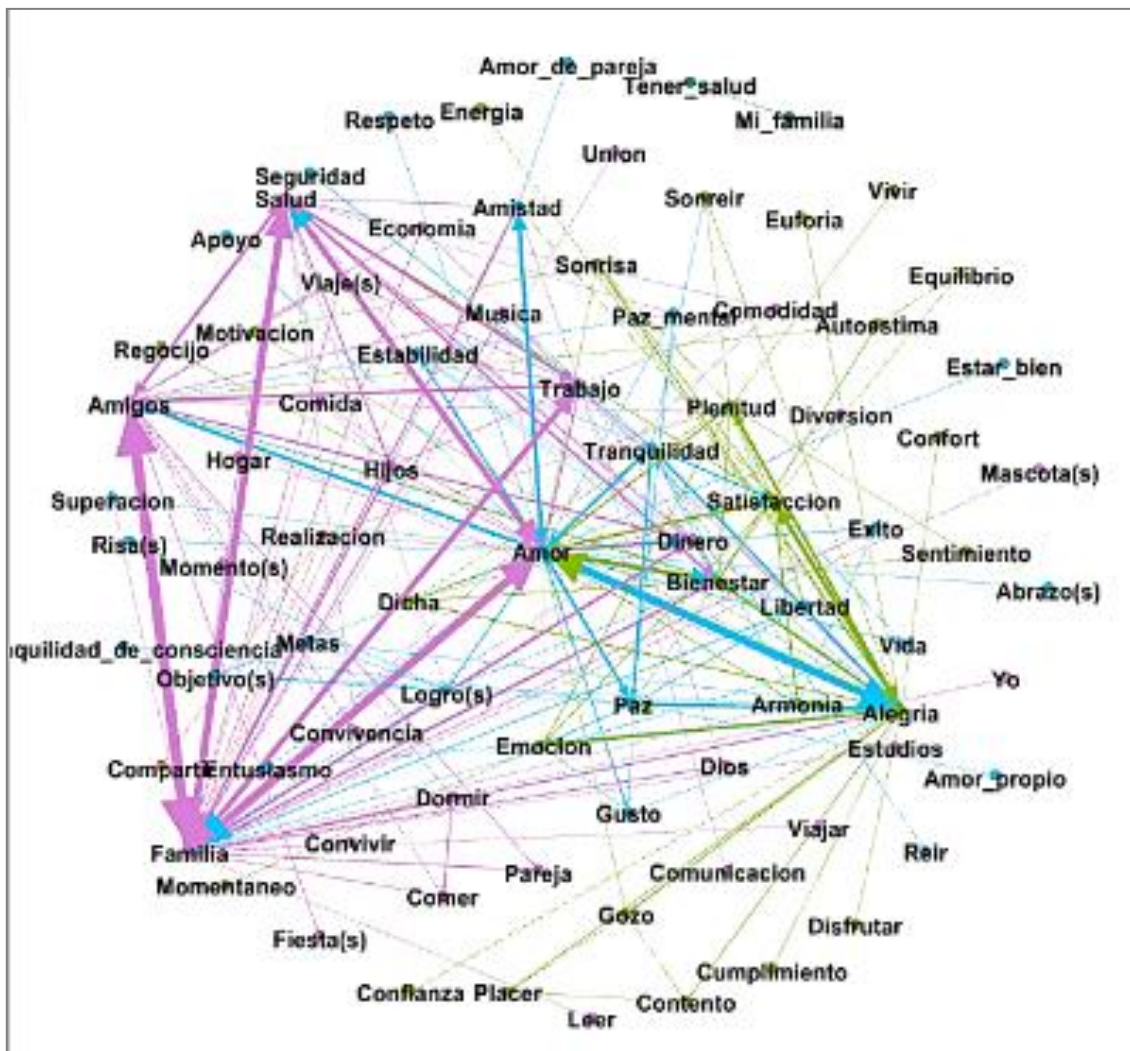 Amor_de_pareja
Tener_salud
Energia
Respeto
Mi_familia
Union
Seguridad
Salud
Vivir
Sonreir
Amistad
Euforia
Economia
Apoyo
Sonrisa
Equilibrio
Viaje(s)
Musica
Comodidad
Paz_mental
Autoestima
Motivacion
Regocijo
Estabilidad
Estar_bien
Trabajo
Amigos
Comida
Plenitud
Diversion
Confort
Tranquilidad
Hogar
Hijos
Mascota(s)
Superacion
Satisfaccion
Exito
Realizacion
Risa(s)
Amor
Dinero
Sentimiento
Momento(s)
Bienestar
Abrazo(s)
Dicha
Libertad
Metas
Vida
nquilidad_de_consciencia
Objetivo(s)
Yo
Logro(s)
Paz
Armonia
Alegria
Convivencia
Emocion
Estudios
Entusiasmo
Dios
Amor_propio
Dormir
Gusto
Viajar
Convivir
Familia
Reir
Pareja
Comunicacion
Momentaneo
Comer
Gozo
Disfrutar
Fiesta(s)
Cumplimiento
Confianza
Placer
Contento
Leer